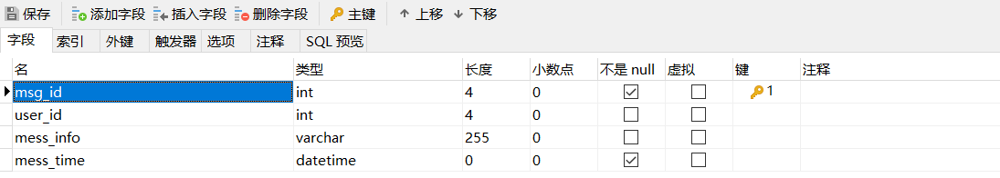 保存 添加字段 插入字段 删除字段 主键 上移 下移
字段 索引 外键 触发器 选项 注释 SQL 预览
名 类型 长度 小数点 不是 null 虚拟 键 注释
msg_id int 4 0 1
user_id int 4 0
mess_info varchar 255 0
mess_time datetime 0 0